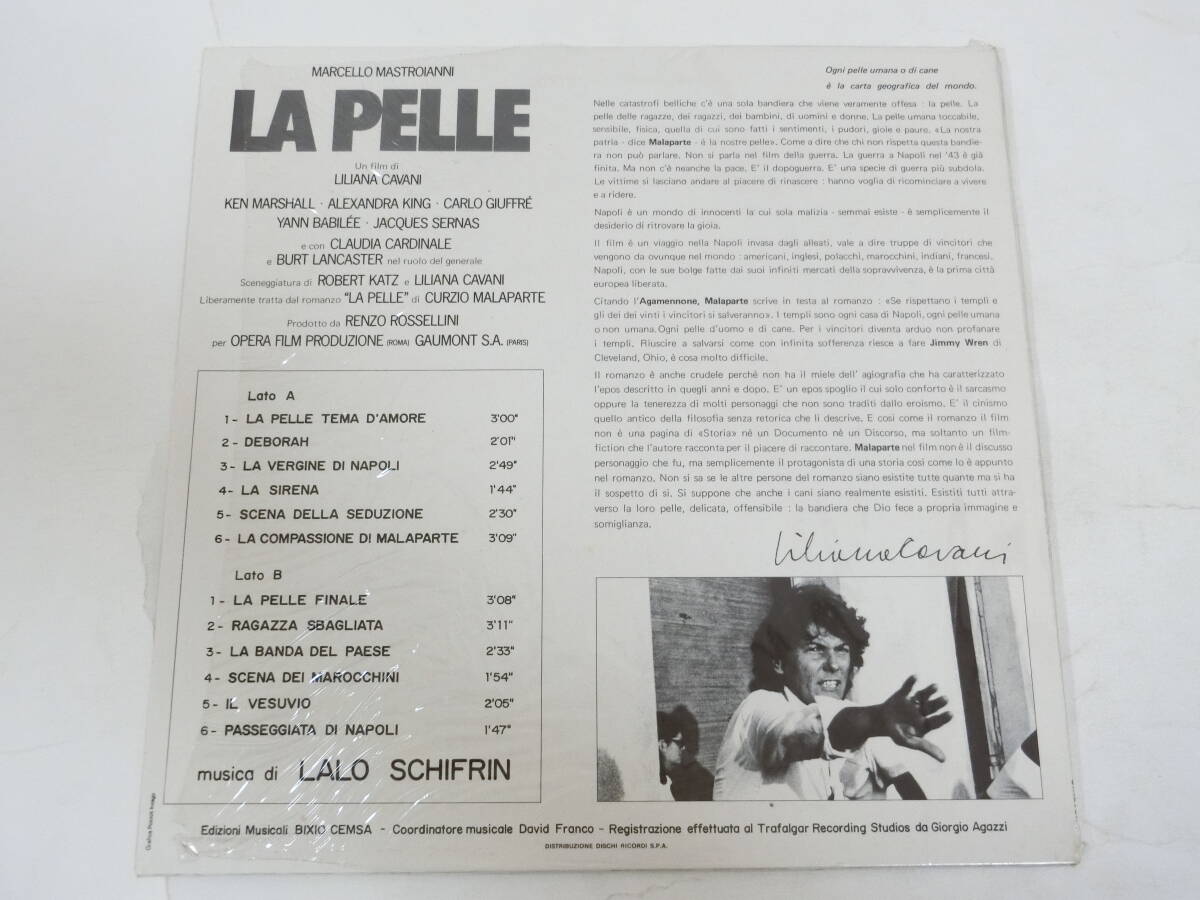 MARCELLO MASTROIANNI
LA PELLE
Un film di
LILIANA CAVANI
KEN MARSHALL · ALEXANDRA KING · CARLO GIUFFRÉ
YANN BABILÉE · JACQUES SERNAS
e con CLAUDIA CARDINALE
e BURT LANCASTER nel ruolo del generale
Sceneggiatura di ROBERT KATZ e LILIANA CAVANI
Liberamente tratta dal romanzo "LA PELLE" di CURZIO MALAPARTE
Prodotto da RENZO ROSSELLINI
per OPERA FILM PRODUZIONE (ROMA) GAUMONT S.A. (PARIS)
Lato A
1- LA PELLE TEMA D'AMORE 3'00"
2- DEBORAH 2'01"
3- LA VERGINE DI NAPOLI 2'49"
4- LA SIRENA 1'44"
5- SCENA DELLA SEDUZIONE 2'30"
6- LA COMPASSIONE DI MALAPARTE 3'09"
Lato B
1- LA PELLE FINALE 3'08"
2- RAGAZZA SBAGLIATA 3'11"
3- LA BANDA DEL PAESE 2'33"
4- SCENA DEI MAROCCHINI 1'54"
5- IL VESUVIO 2'05"
6- PASSEGGIATA DI NAPOLI 1'47"
musica di LALO SCHIFRIN
Ogni pelle umana o di cane
è la carta geografica del mondo.
Nelle catastrofi belliche c'è una sola bandiera che viene veramente offesa : la pelle. La
pelle delle ragazze, dei ragazzi, dei bambini, di uomini e donne. La pelle umana toccabile,
sensibile, fisica, quella di cui sono fatti i sentimenti, i pudori, gioie e paure. «La nostra
patria - dice Malaparte - è la nostre pelle». Come a dire che chi non rispetta questa bandie-
ra non può parlare. Non si parla nel film della guerra. La guerra a Napoli nel '43 è già
finita. Ma non c'è neanche la pace. E' il dopoguerra. E' una specie di guerra più subdola.
Le vittime si lasciano andare al piacere di rinascere : hanno voglia di ricominciare a vivere
e a ridere.
Napoli è un mondo di innocenti la cui sola malizia - semmai esiste - è semplicemente il
desiderio di ritrovare la gioia.
Il film è un viaggio nella Napoli invasa dagli alleati, vale a dire truppe di vincitori che
vengono da ovunque nel mondo : americani, inglesi, polacchi, marocchini, indiani, francesi.
Napoli, con le sue bolge fatte dai suoi infiniti mercati della sopravvivenza, è la prima città
europea liberata.
Citando l'Agamennone, Malaparte scrive in testa al romanzo : «Se rispettano i templi e
gli dei dei vinti i vincitori si salveranno». I templi sono ogni casa di Napoli, ogni pelle umana
o non umana. Ogni pelle d'uomo e di cane. Per i vincitori diventa arduo non profanare
i templi. Riuscire a salvarsi come con infinita sofferenza riesce a fare Jimmy Wren di
Cleveland, Ohio, è cosa molto difficile.
Il romanzo è anche crudele perchè non ha il miele dell' agiografia che ha caratterizzato
l'epos descritto in quegli anni e dopo. E' un epos spoglio il cui solo conforto è il sarcasmo
oppure la tenerezza di molti personaggi che non sono traditi dallo eroismo. E' il cinismo
quello antico della filosofia senza retorica che li descrive. E cosi come il romanzo il film
non è una pagina di «Storia» nè un Documento nè un Discorso, ma soltanto un film-
fiction che l'autore racconta per il piacere di raccontare. Malaparte nel film non è il discusso
personaggio che fu, ma semplicemente il protagonista di una storia cosi come lo è appunto
nel romanzo. Non si sa se le altre persone del romanzo siano esistite tutte quante ma si ha
il sospetto di si. Si suppone che anche i cani siano realmente esistiti. Esistiti tutti attra-
verso la loro pelle, delicata, offensibile : la bandiera che Dio fece a propria immagine e
somiglianza.
Liliana Cavani
Edizioni Musicali BIXIO CEMSA - Coordinatore musicale David Franco - Registrazione effettuata al Trafalgar Recording Studios da Giorgio Agazzi
DISTRIBUZIONE DISCHI RICORDI S.P.A.